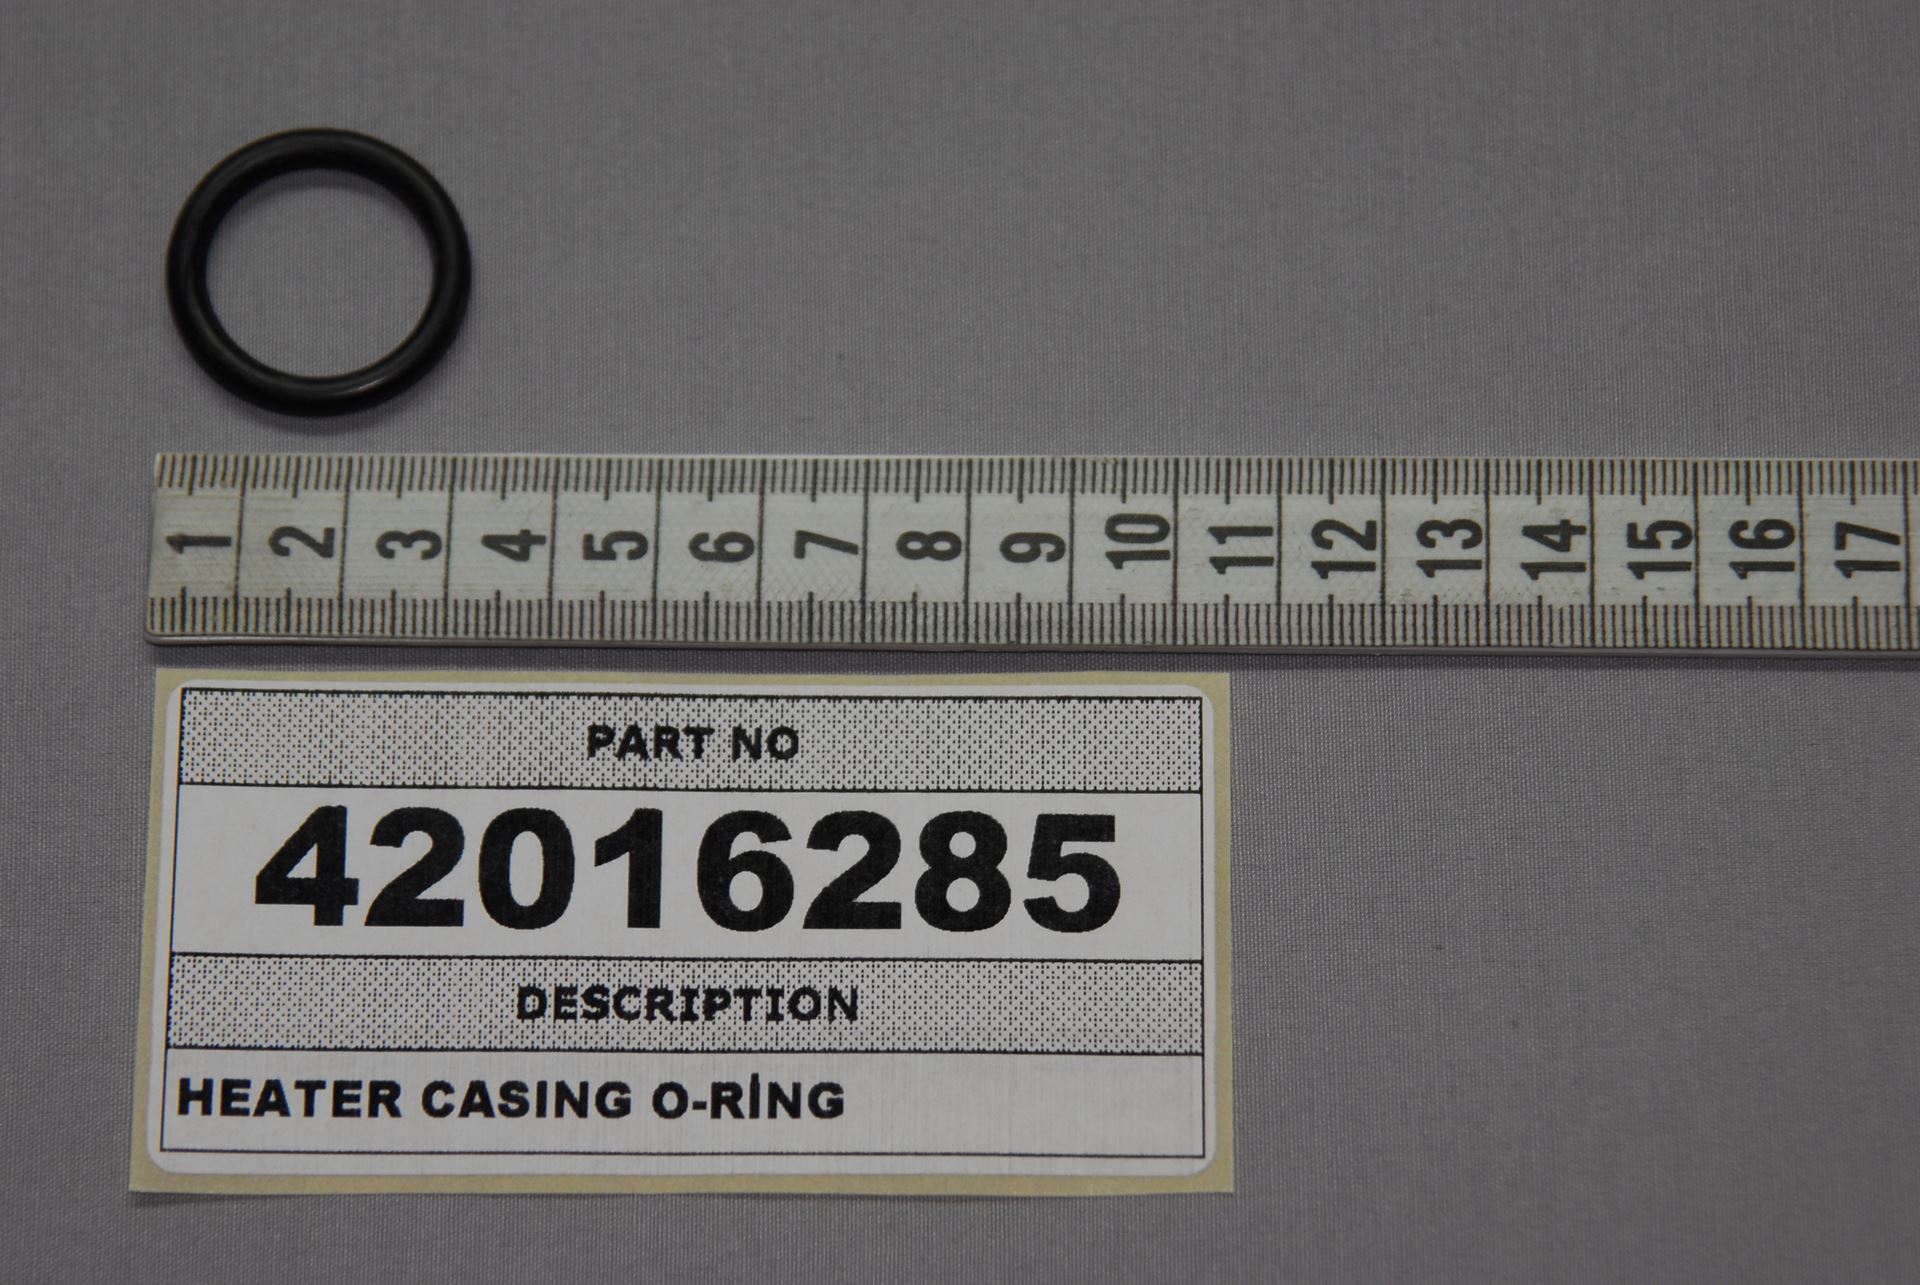 1 2 3 4 5 6 7 8 9 10 11 12 13 14 15 16 17
PART NO
42016285
DESCRIPTION
HEATER CASING O-RİNG